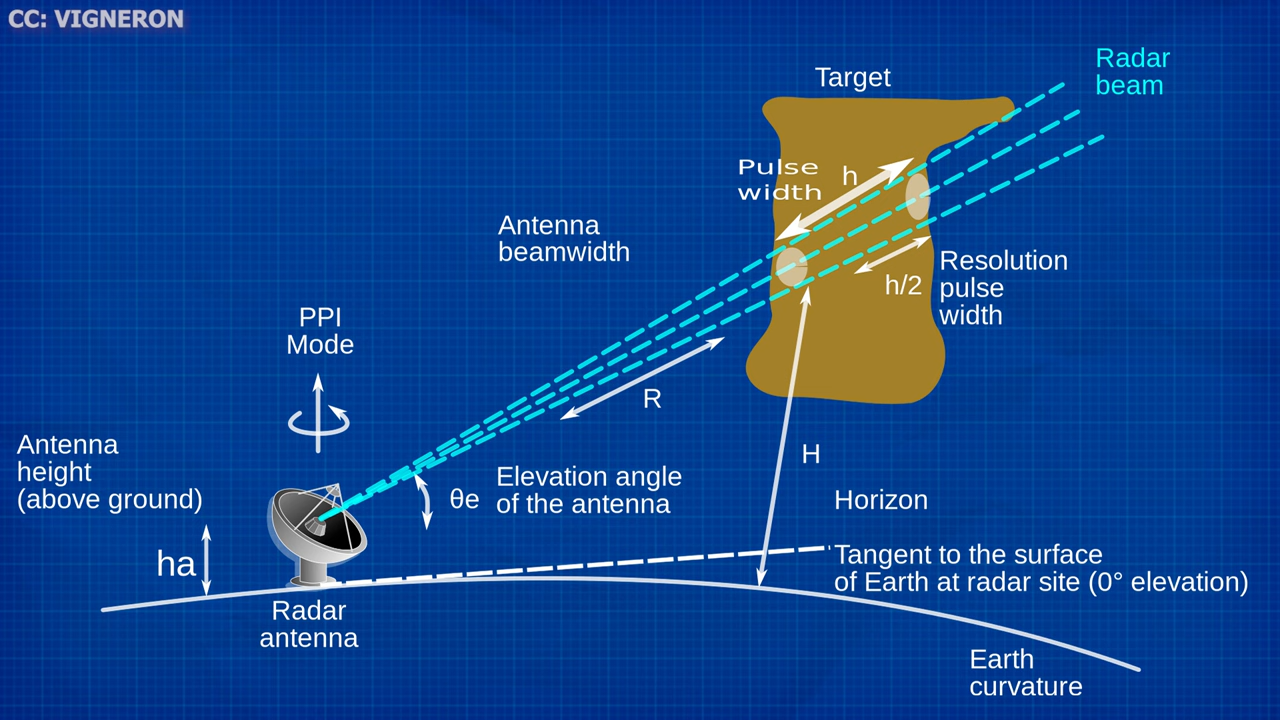 CC: VIGNERON
Radar
beam
Target
Pulse
width
h
Antenna
beamwidth
Resolution
pulse
width
h/2
PPI
Mode
R
Antenna
height
(above ground)
H
Elevation angle
of the antenna
θe
Horizon
ha
Tangent to the surface
of Earth at radar site (0° elevation)
Radar
antenna
Earth
curvature